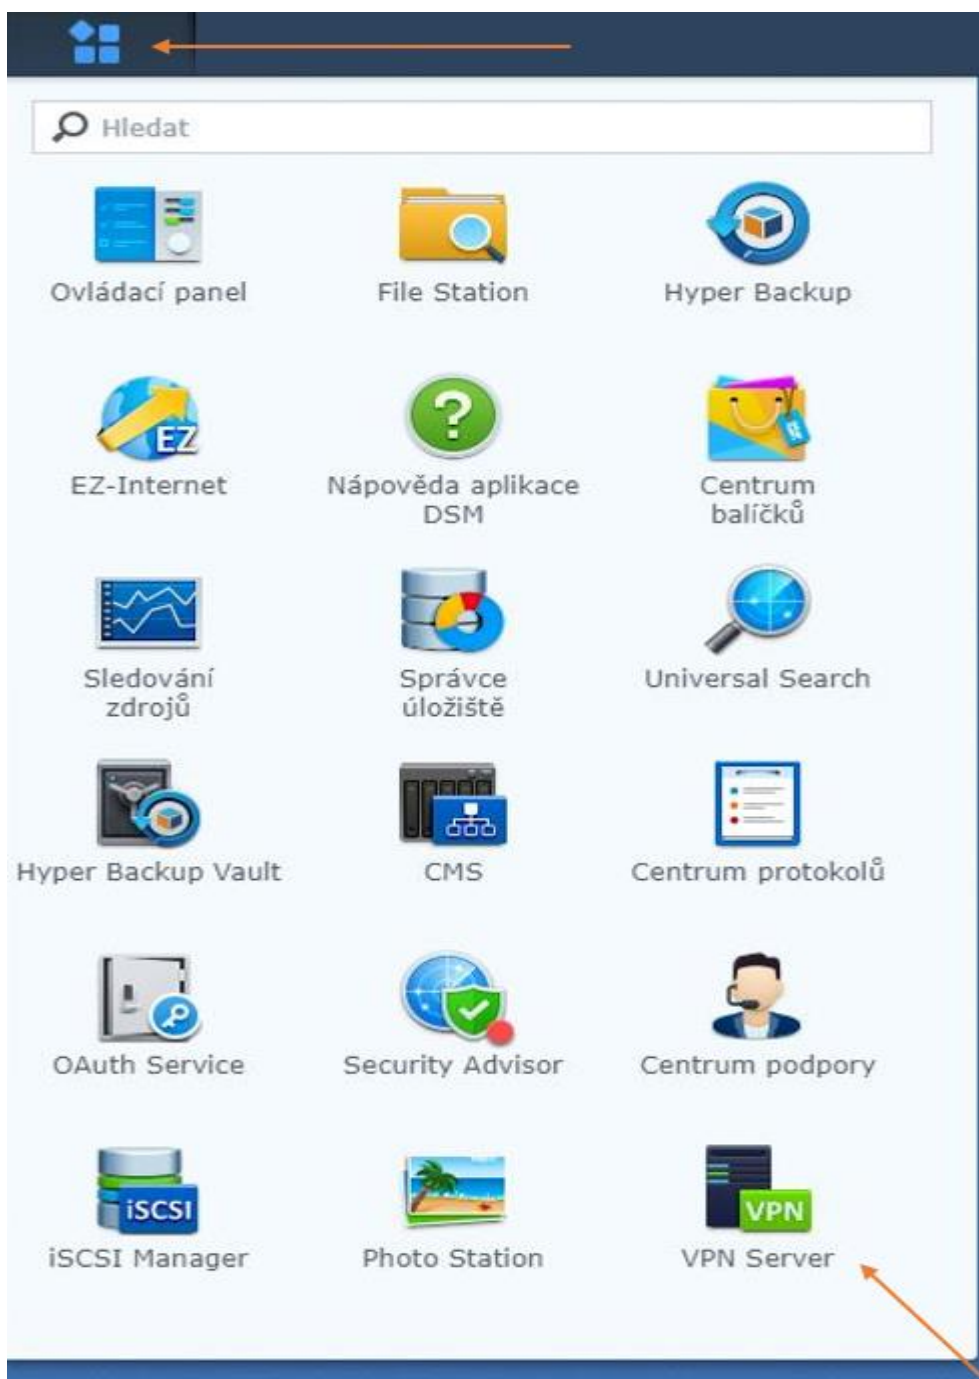 Hledat
Ovládací panel
File Station
Hyper Backup
EZ
EZ-Internet
Nápověda aplikace
DSM
Centrum
balíčků
Sledování
zdrojů
Správce
úložiště
Universal Search
Hyper Backup Vault
CMS
Centrum protokolů
OAuth Service
Security Advisor
Centrum podpory
iSCSI
iSCSI Manager
Photo Station
VPN
VPN Server